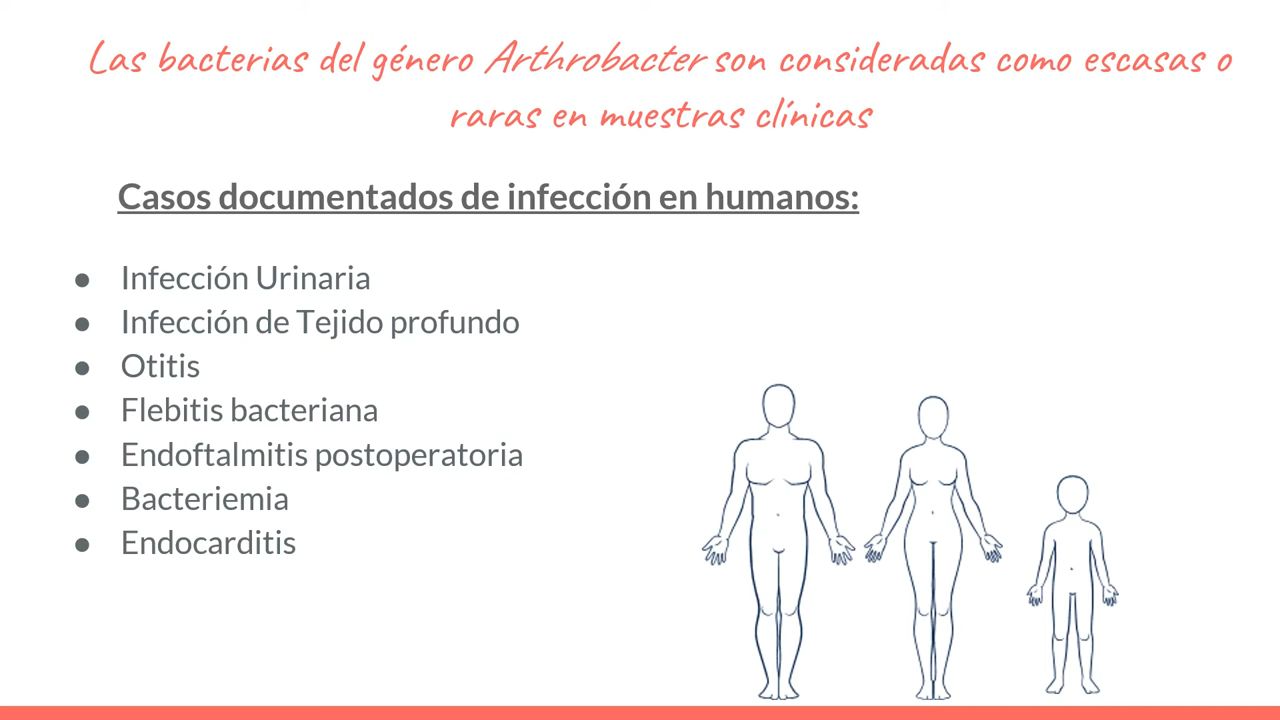 Las bacterias del género Arthrobacter son consideradas como escasas o
raras en muestras clínicas
Casos documentados de infección en humanos:
● Infección Urinaria
● Infección de Tejido profundo
● Otitis
● Flebitis bacteriana
● Endoftalmitis postoperatoria
● Bacteriemia
● Endocarditis